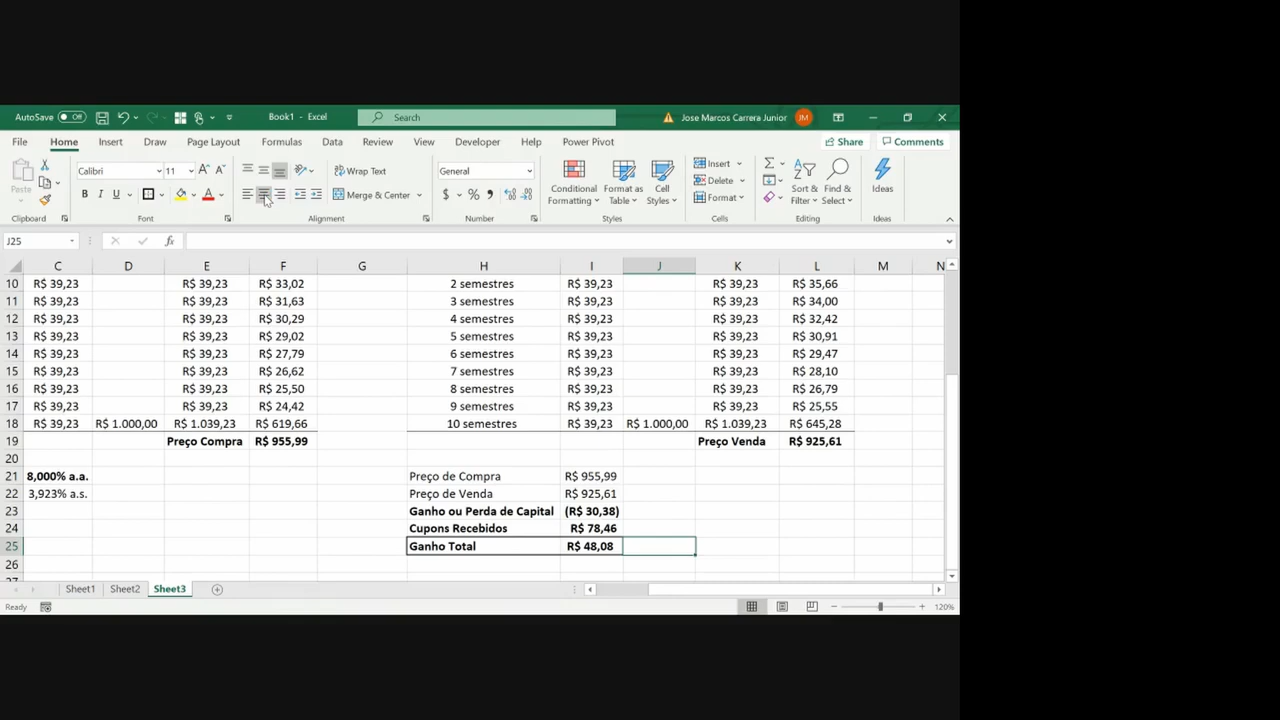 AutoSave Off Book1 - Excel Search Jose Marcos Carrera Junior JM
File Home Insert Draw Page Layout Formulas Data Review View Developer Help Power Pivot Share Comments
Paste Calibri 11 A A Wrap Text General Conditional Formatting Format as Table Cell Styles Insert Delete Format Sort & Filter Find & Select Ideas
B I U A Merge & Center $ % 9
Clipboard Font Alignment Number Styles Cells Editing Ideas
J25 fx
C D E F G H I J K L M N
10 R$ 39,23 R$ 39,23 R$ 33,02 2 semestres R$ 39,23 R$ 39,23 R$ 35,66
11 R$ 39,23 R$ 39,23 R$ 31,63 3 semestres R$ 39,23 R$ 39,23 R$ 34,00
12 R$ 39,23 R$ 39,23 R$ 30,29 4 semestres R$ 39,23 R$ 39,23 R$ 32,42
13 R$ 39,23 R$ 39,23 R$ 29,02 5 semestres R$ 39,23 R$ 39,23 R$ 30,91
14 R$ 39,23 R$ 39,23 R$ 27,79 6 semestres R$ 39,23 R$ 39,23 R$ 29,47
15 R$ 39,23 R$ 39,23 R$ 26,62 7 semestres R$ 39,23 R$ 39,23 R$ 28,10
16 R$ 39,23 R$ 39,23 R$ 25,50 8 semestres R$ 39,23 R$ 39,23 R$ 26,79
17 R$ 39,23 R$ 39,23 R$ 24,42 9 semestres R$ 39,23 R$ 39,23 R$ 25,55
18 R$ 39,23 R$ 1.000,00 R$ 1.039,23 R$ 619,66 10 semestres R$ 39,23 R$ 1.000,00 R$ 1.039,23 R$ 645,28
19 Preço Compra R$ 955,99 Preço Venda R$ 925,61
20
21 8,000% a.a. Preço de Compra R$ 955,99
22 3,923% a.s. Preço de Venda R$ 925,61
23 Ganho ou Perda de Capital (R$ 30,38)
24 Cupons Recebidos R$ 78,46
25 Ganho Total R$ 48,08
26
27
Sheet1 Sheet2 Sheet3
Ready 120%